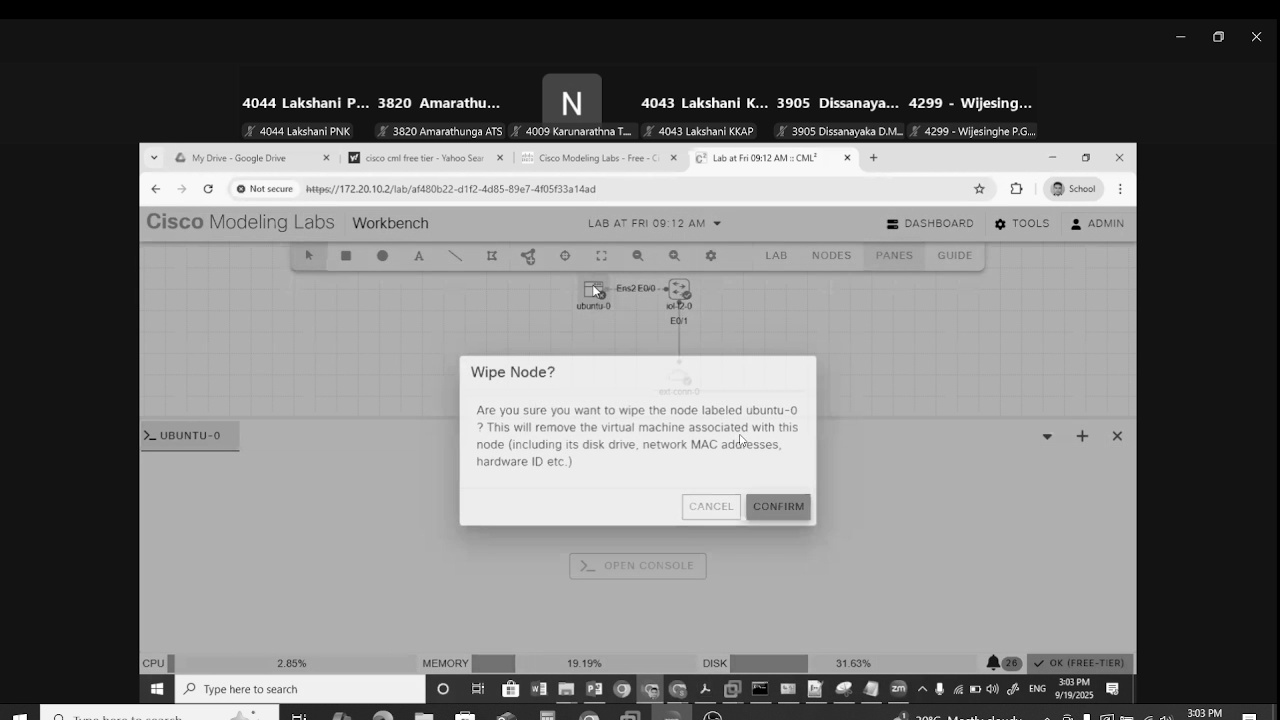 4044 Lakshani P... 3820 Amarathu... N 4043 Lakshani K... 3905 Dissanaya... 4299 - Wijesing...
4044 Lakshani PNK 3820 Amarathunga ATS 4009 Karunarathna T... 4043 Lakshani KKAP 3905 Dissanayaka D.M... 4299 - Wijesinghe P.G....
My Drive - Google Drive cisco cml free tier - Yahoo Sear Cisco Modeling Labs - Free - Ci Lab at Fri 09:12 AM :: CML²
Not secure https://172.20.10.2/lab/af480b22-d1f2-4d85-89e7-4f05f33a14ad School
Cisco Modeling Labs Workbench LAB AT FRI 09:12 AM DASHBOARD TOOLS ADMIN
A LAB NODES PANES GUIDE
Ens2 E0/0
ubuntu-0 iol-l2-0
E0/1
Wipe Node?
ext-conn-0
Are you sure you want to wipe the node labeled ubuntu-0
? This will remove the virtual machine associated with this
node (including its disk drive, network MAC addresses,
hardware ID etc.)
UBUNTU-0
CANCEL CONFIRM
OPEN CONSOLE
CPU 2.85% MEMORY 19.19% DISK 31.63% 26 OK (FREE-TIER)
Type here to search ENG 3:03 PM
9/19/2025
Type here to search Mostly cloudy 3:03 PM